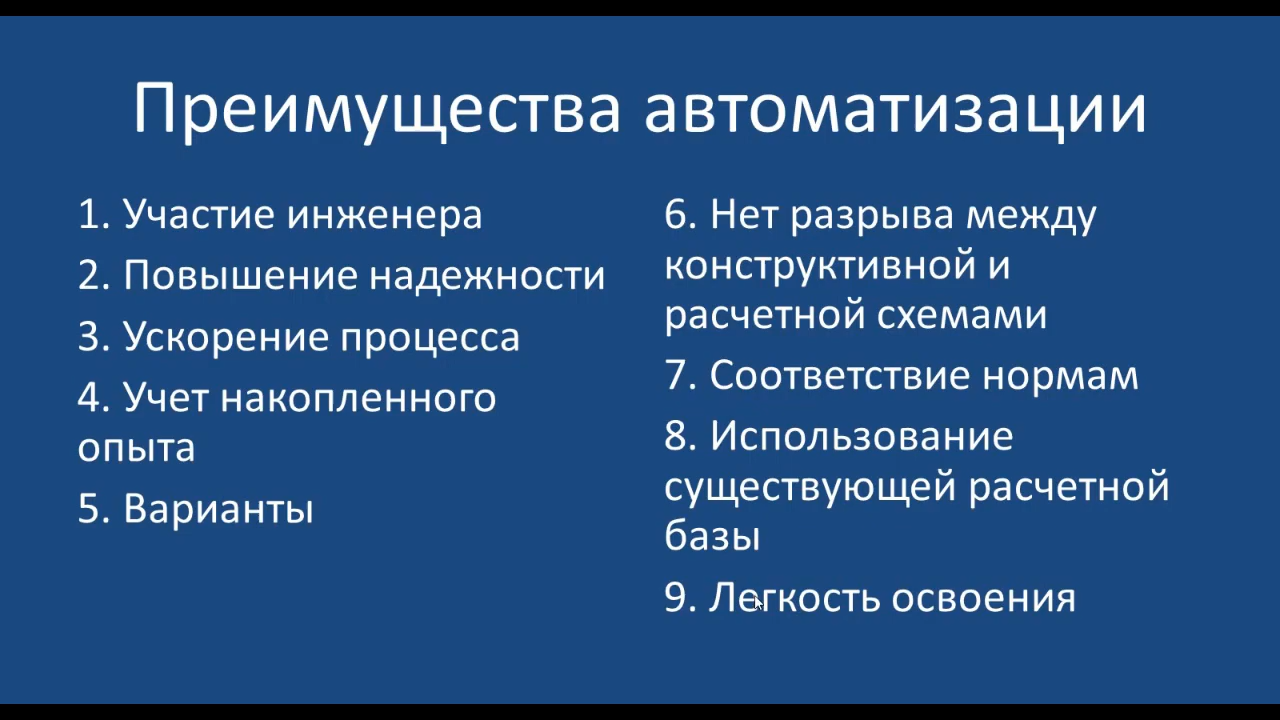 Преимущества автоматизации
1. Участие инженера
2. Повышение надежности
3. Ускорение процесса
4. Учет накопленного
опыта
5. Варианты
6. Нет разрыва между
конструктивной и
расчетной схемами
7. Соответствие нормам
8. Использование
существующей расчетной
базы
9. Легкость освоения